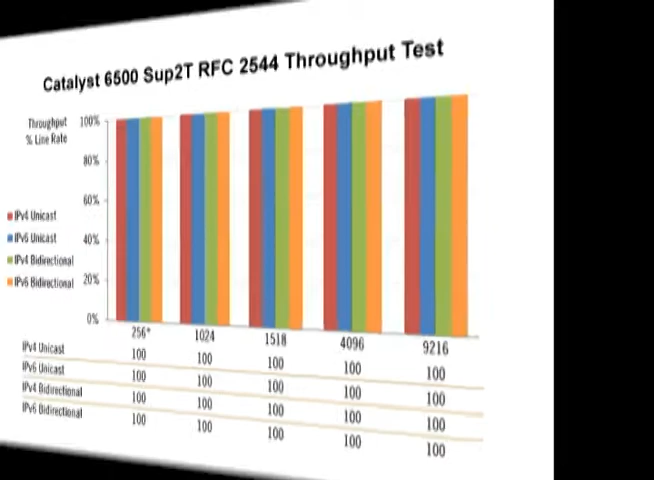 Catalyst 6500 Sup2T RFC 2544 Throughput Test
Throughput
% Line Rate
100%
80%
60%
40%
20%
0%
IPv4 Unicast
IPv6 Unicast
IPv4 Bidirectional
IPv6 Bidirectional
256* 1024 1518 4096 9216
IPv4 Unicast 100 100 100 100 100
IPv6 Unicast 100 100 100 100 100
IPv4 Bidirectional 100 100 100 100 100
IPv6 Bidirectional 100 100 100 100 100